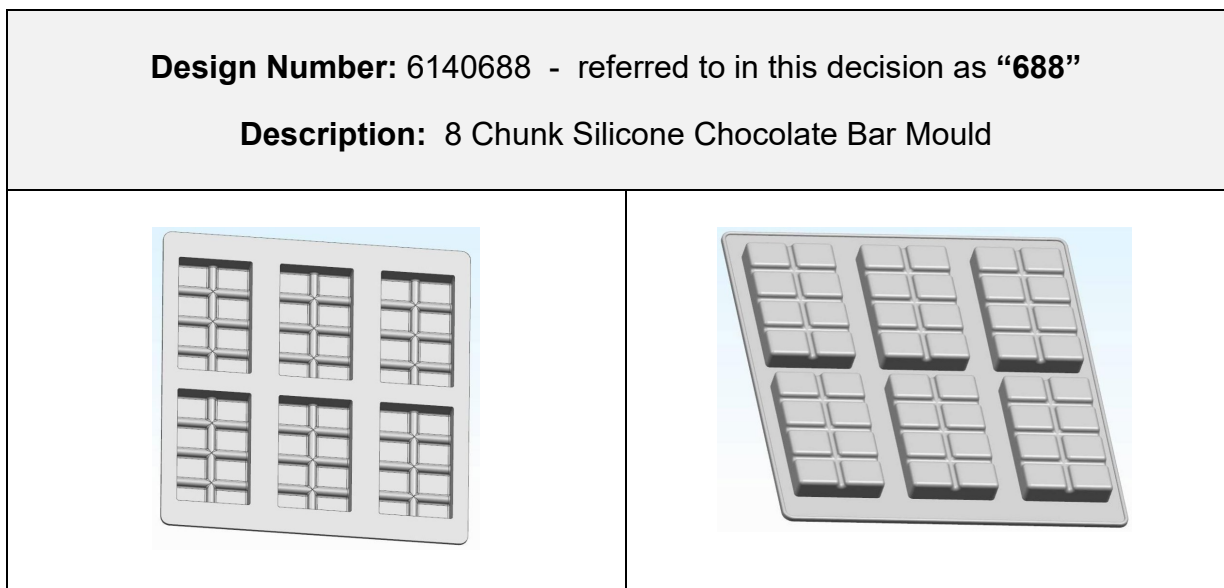 Design Number: 6140688 - referred to in this decision as “688”
Description: 8 Chunk Silicone Chocolate Bar Mould